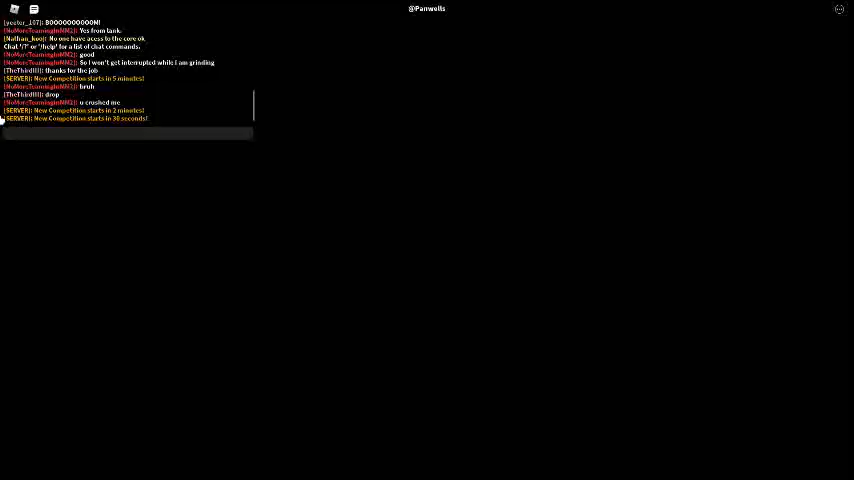 @Panwells
[yeeter_107]: BOOOOOOOOOOM!
[NoMoreTeamingInMM2]: Yes from tank.
[Nathan_kuo]: No one have acess to the core ok
Chat '/?' or '/help' for a list of chat commands.
[NoMoreTeamingInMM2]: good
[NoMoreTeamingInMM2]: So I won't get interrupted while I am grinding
thanks for the job
[SERVER]: New Competition starts in 5 minutes!
[NoMoreTeamingInMM2]: bruh
drop
[NoMoreTeamingInMM2]: u crushed me
[SERVER]: New Competition starts in 2 minutes!
[SERVER]: New Competition starts in 30 seconds!